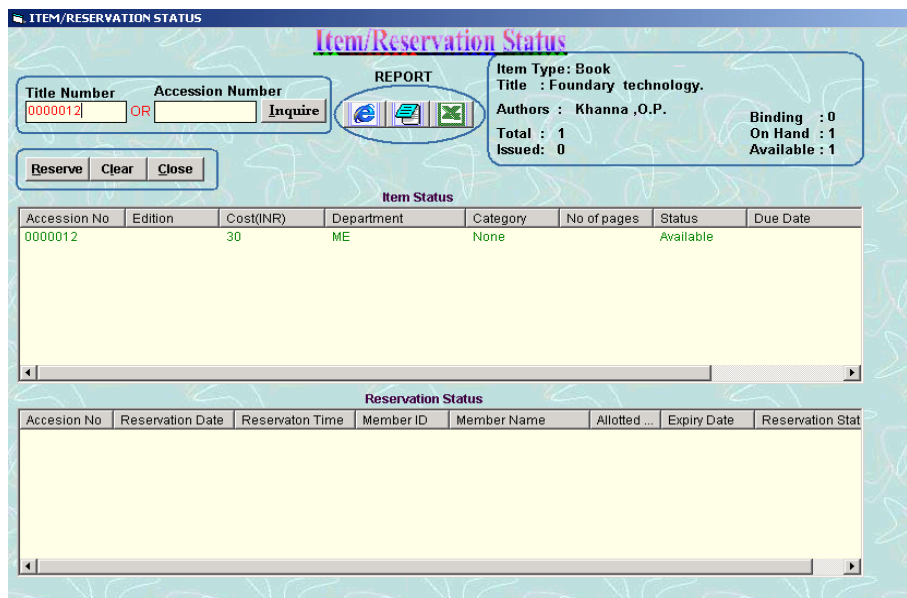 ITEM/RESERVATION STATUS
Item/Reservation Status
Title Number Accession Number
0000012 OR Inquire
REPORT
Item Type: Book
Title : Foundary technology.
Authors : Khanna ,O.P.
Total : 1
Issued: 0
Binding : 0
On Hand : 1
Available : 1
Reserve Clear Close
Item Status
Accession No Edition Cost(INR) Department Category No of pages Status Due Date
0000012 30 ME None Available
Reservation Status
Accesion No Reservation Date Reservaton Time Member ID Member Name Allotted ... Expiry Date Reservation Stat